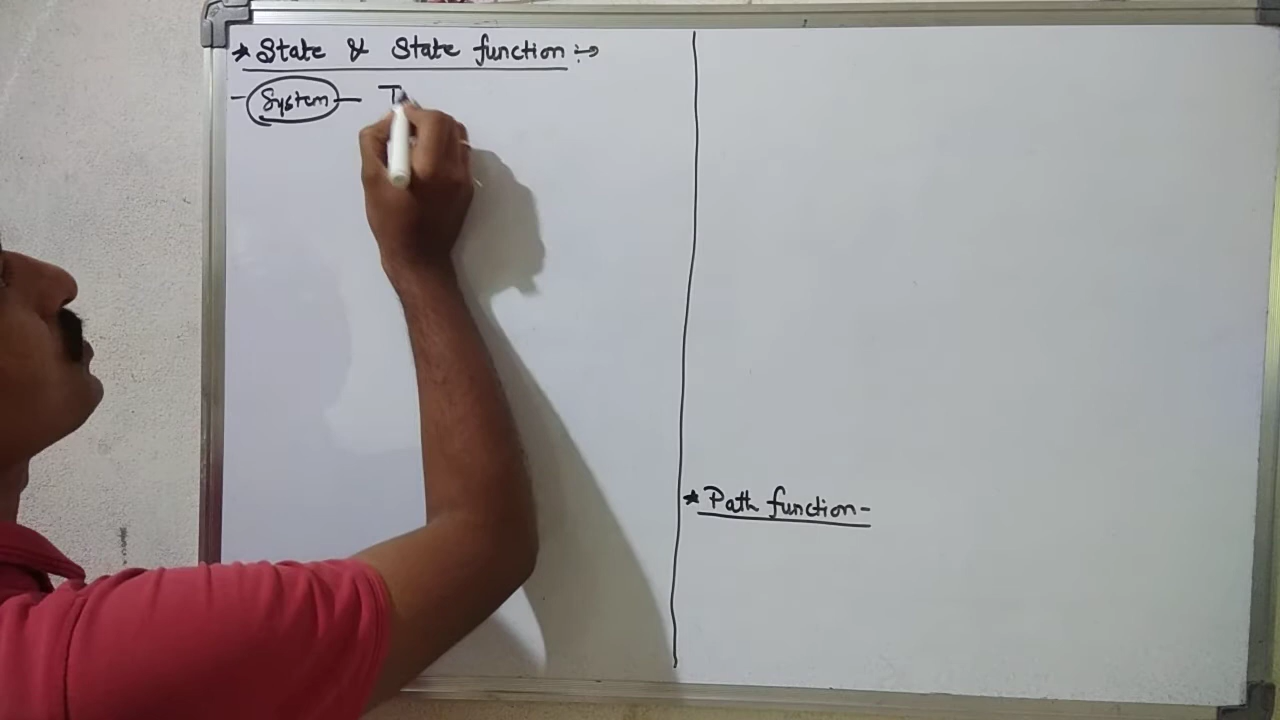 * State & State function :→
- System — T
* Path function -